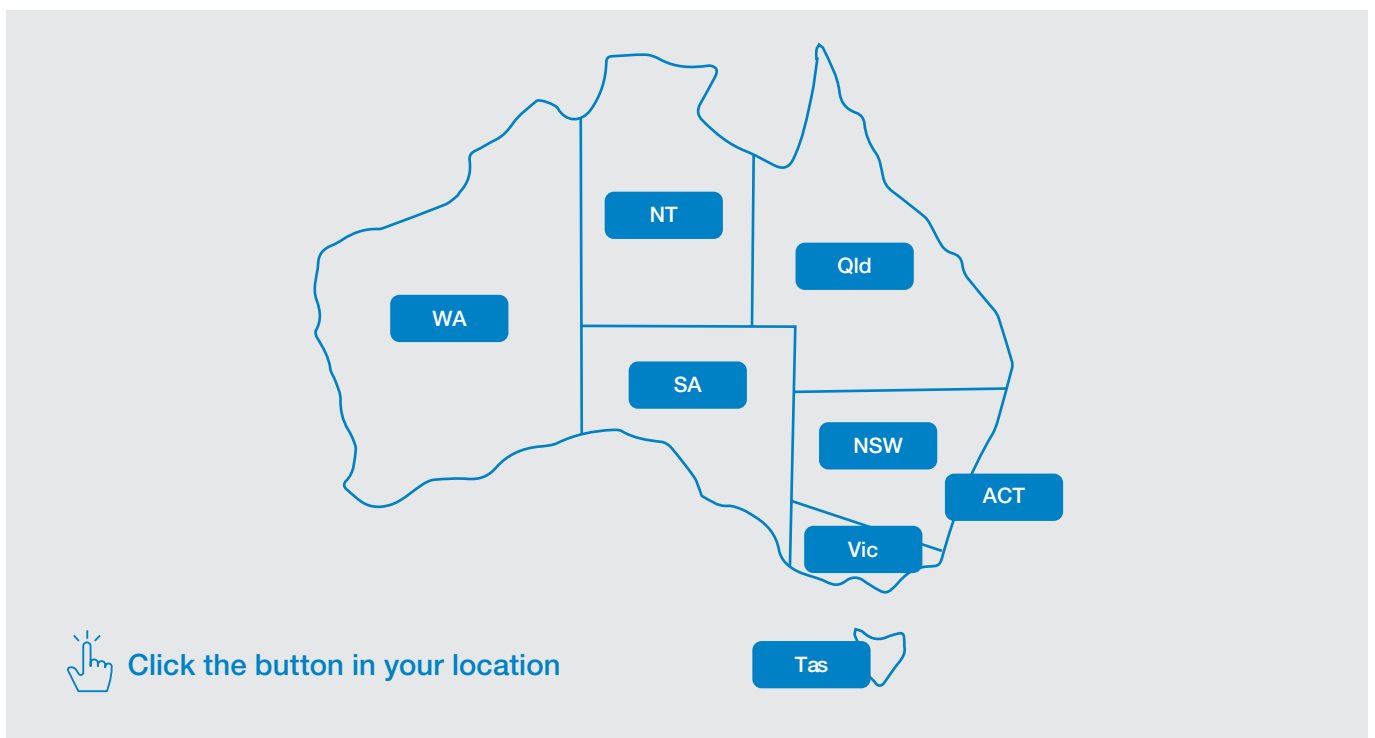 NT
Qld
WA
SA
NSW
ACT
Vic
Click the button in your location
Tas